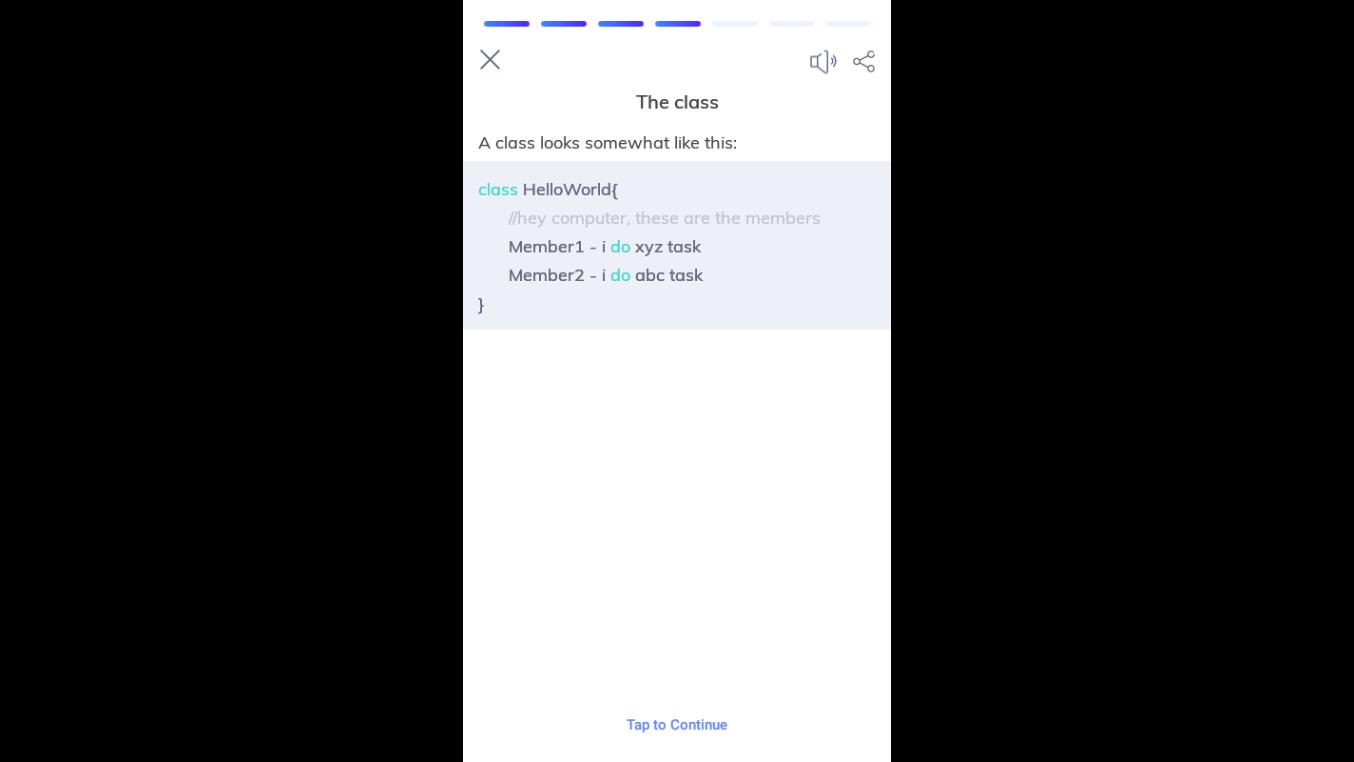 The class
A class looks somewhat like this:
class HelloWorld{
//hey computer, these are the members
Member1 - i do xyz task
Member2 - i do abc task
}
Tap to Continue